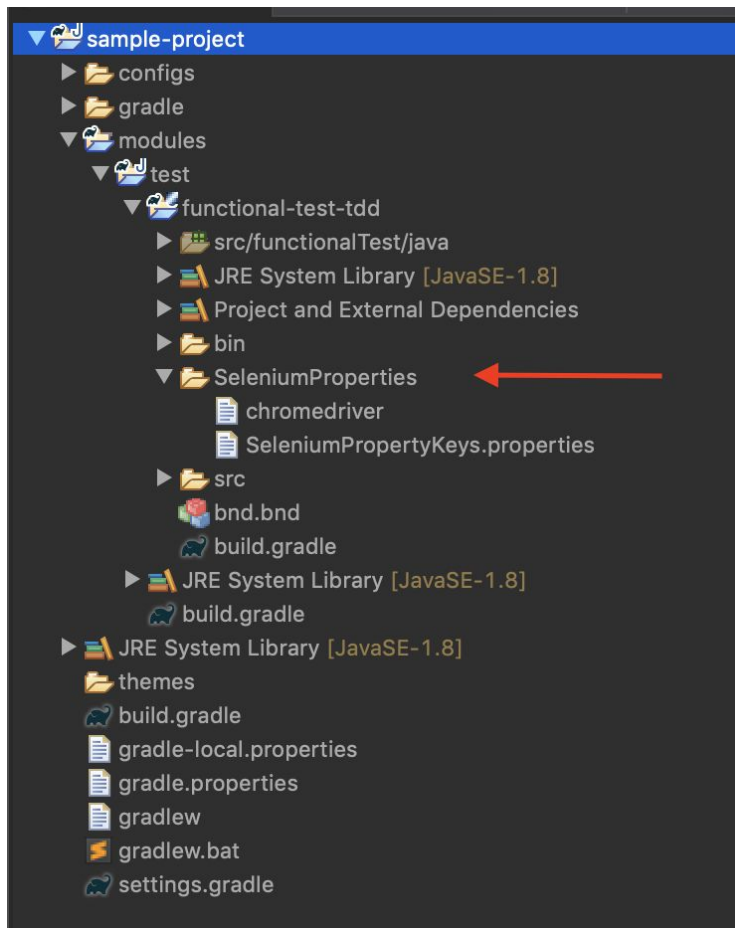 sample-project
configs
gradle
modules
test
functional-test-tdd
src/functionalTest/java
JRE System Library [JavaSE-1.8]
Project and External Dependencies
bin
SeleniumProperties
chromedriver
SeleniumPropertyKeys.properties
src
bnd.bnd
build.gradle
JRE System Library [JavaSE-1.8]
build.gradle
JRE System Library [JavaSE-1.8]
themes
build.gradle
gradle-local.properties
gradle.properties
gradlew
gradlew.bat
settings.gradle